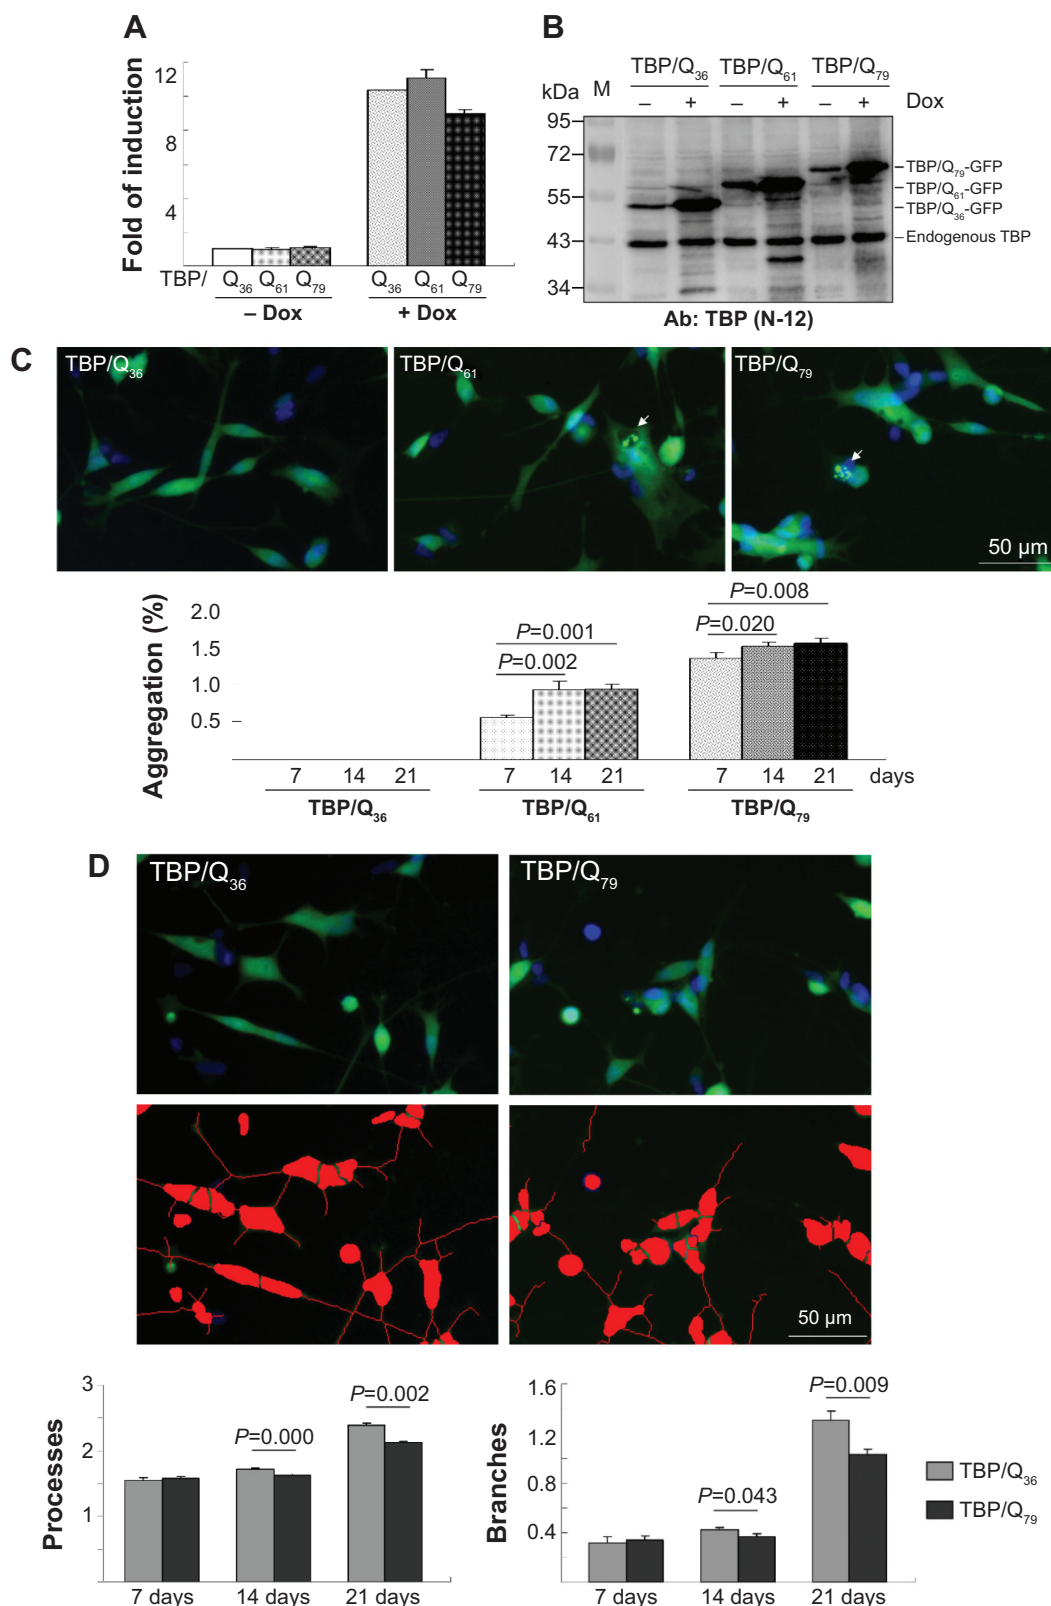 A
Fold of induction
12
8
4
TBP/ Q36 Q61 Q79 Q36 Q61 Q79
– Dox + Dox
B
TBP/Q36 TBP/Q61 TBP/Q79
kDa M – + – + – + Dox
95
72
55
43
34
TBP/Q79-GFP
TBP/Q61-GFP
TBP/Q36-GFP
Endogenous TBP
Ab: TBP (N-12)
C
TBP/Q36
TBP/Q61
TBP/Q79
50 µm
Aggregation (%)
2.0
1.5
1.0
0.5
P=0.001
P=0.002
P=0.008
P=0.020
7 14 21 7 14 21 7 14 21 days
TBP/Q36 TBP/Q61 TBP/Q79
D
TBP/Q36
TBP/Q79
50 µm
Processes
3
2
1
P=0.000
P=0.002
7 days 14 days 21 days
Branches
1.6
1.2
0.8
0.4
P=0.043
P=0.009
7 days 14 days 21 days
TBP/Q36
TBP/Q79